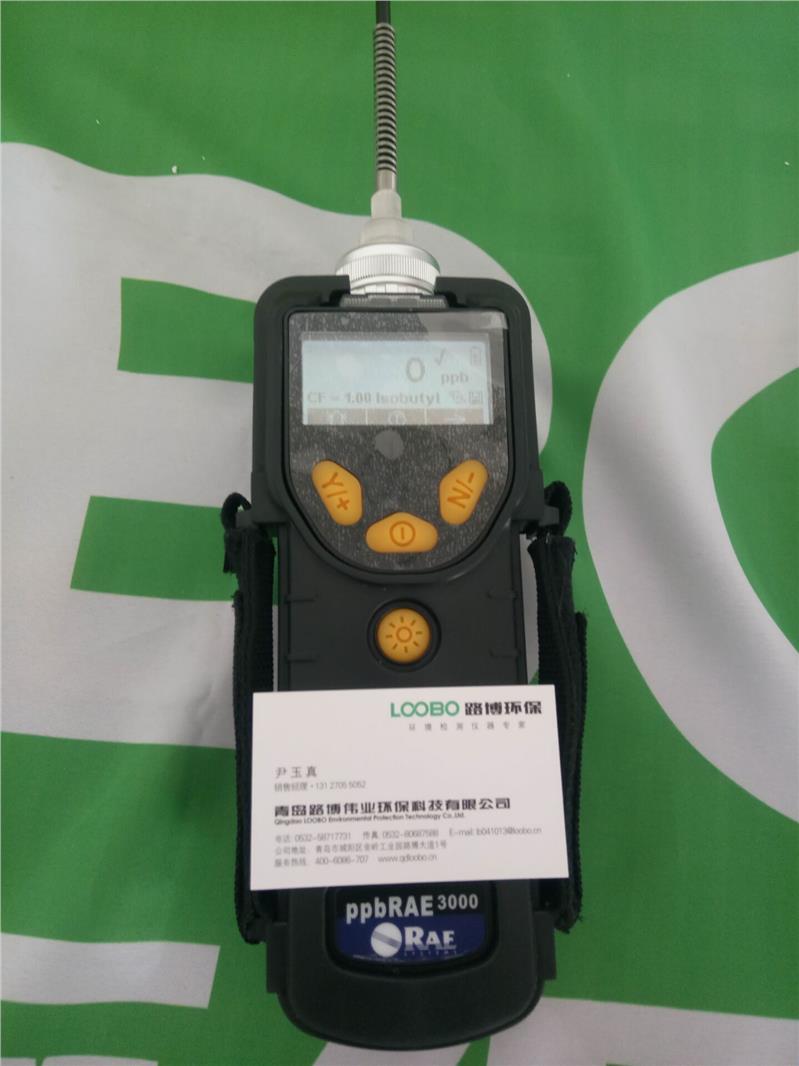 0 ppb
CF = 1.00 Isobutyl
Y/+
N/-
LOOBO 路博环保
环境检测仪器专家
尹玉真
销售经理·131 2705 5052
青岛路博伟业环保科技有限公司
Qingdao LOOBO Environmental Protection Technology Co.,Ltd.
电话: 0532-58717731 传真: 0532-80687588 E-mail: lb041013@loobo.cn
公司地址: 青岛市城阳区金岭工业园路博大道1号
服务热线: 400-6086-707 www.qdloobo.cn
ppbRAE 3000
RAE
SYSTEMS